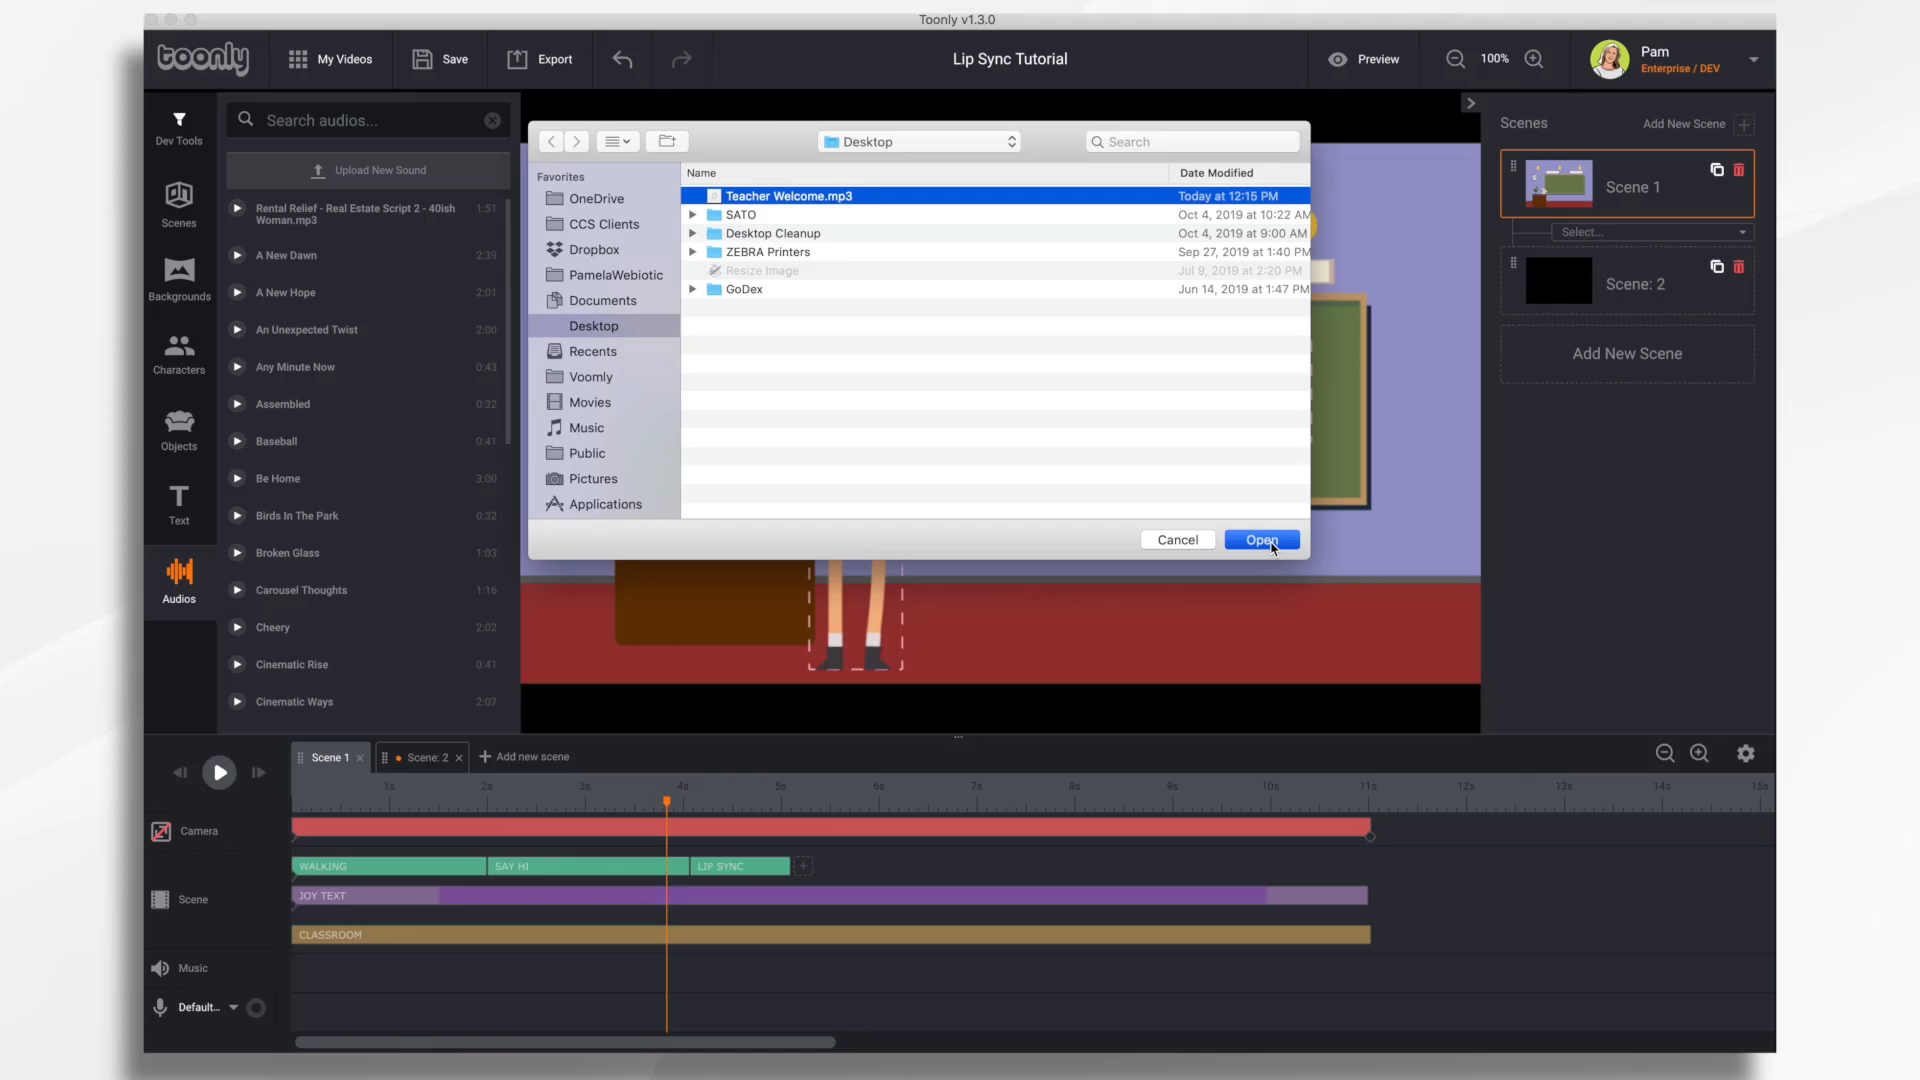 Toonly v1.3.0
toonly
My Videos
Save
Export
Lip Sync Tutorial
Preview
100%
Pam
Enterprise / DEV
Dev Tools
Scenes
Backgrounds
Characters
Objects
Text
Audios
Search audios...
Upload New Sound
Rental Relief - Real Estate Script 2 - 40ish
Woman.mp3
1:51
A New Dawn 2:39
A New Hope 2:01
An Unexpected Twist 2:00
Any Minute Now 0:43
Assembled 0:32
Baseball 0:41
Be Home 3:00
Birds In The Park 0:32
Broken Glass 1:03
Carousel Thoughts 1:16
Cheery 2:02
Cinematic Rise 0:41
Cinematic Ways 2:07
Desktop
Search
Favorites
OneDrive
CCS Clients
Dropbox
PamelaWebiotic
Documents
Desktop
Recents
Voomly
Movies
Music
Public
Pictures
Applications
Name Date Modified
Teacher Welcome.mp3 Today at 12:15 PM
SATO Oct 4, 2019 at 10:22 AM
Desktop Cleanup Oct 4, 2019 at 9:00 AM
ZEBRA Printers Sep 27, 2019 at 1:40 PM
Resize Image Jul 9, 2019 at 2:20 PM
GoDex Jun 14, 2019 at 1:47 PM
Cancel Open
Scenes
Add New Scene
Scene 1
Select...
Scene: 2
Add New Scene
Scene 1
Scene: 2
Add new scene
1s 2s 3s 4s 5s 6s 7s 8s 9s 10s 11s 12s 13s 14s 15s
Camera
WALKING SAY HI LIP SYNC
Scene
JOY TEXT
CLASSROOM
Music
Default...